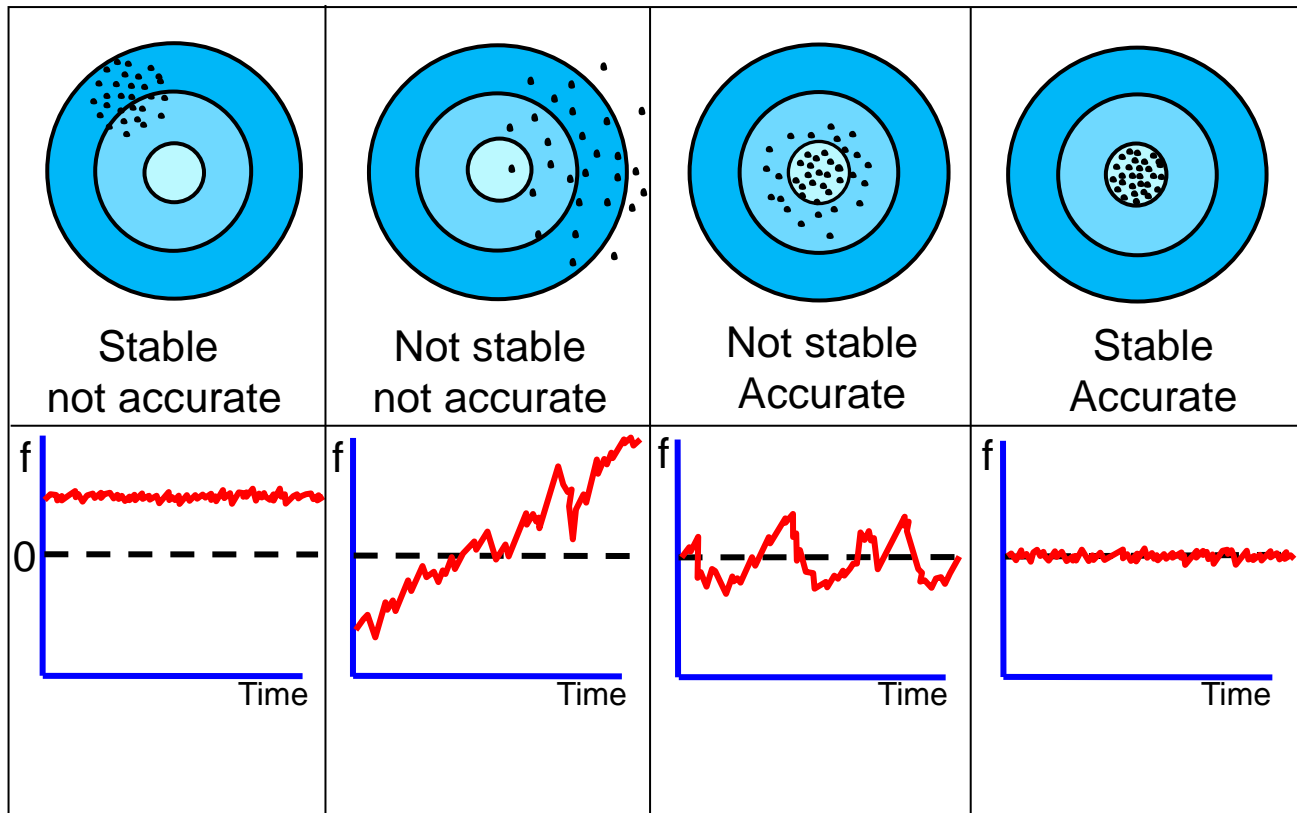 Stable
not accurate
Not stable
not accurate
Not stable
Accurate
Stable
Accurate
f
0
Time
f
Time
f
Time
f
Time